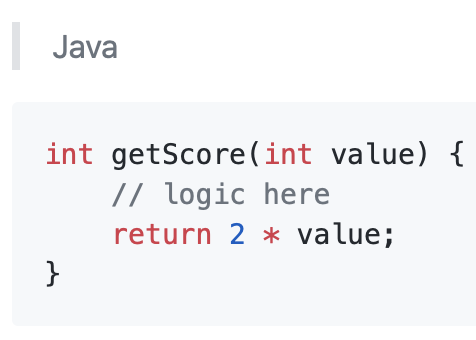 Java
int getScore(int value) {
    // logic here
    return 2 * value;
}